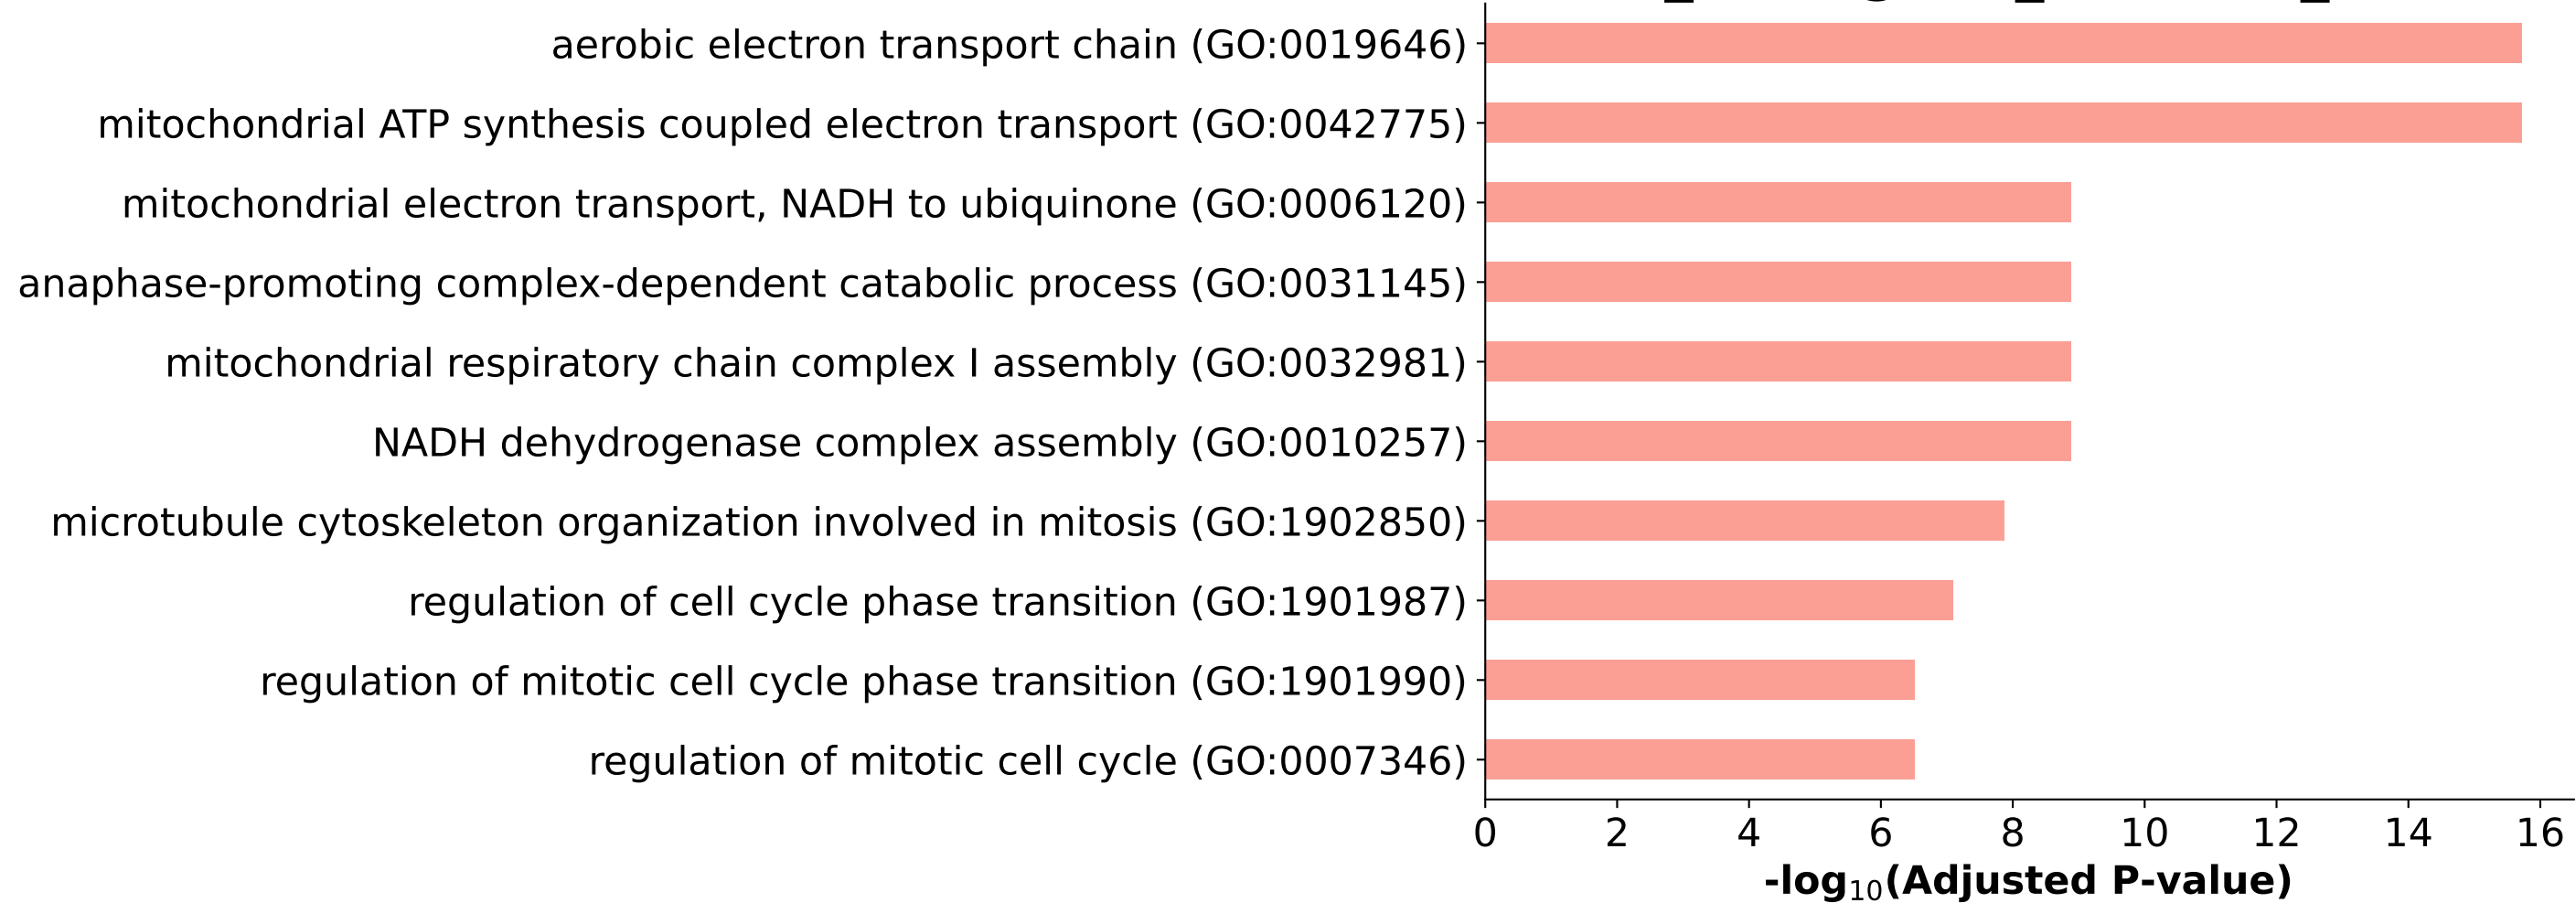 aerobic electron transport chain (GO:0019646)
mitochondrial ATP synthesis coupled electron transport (GO:0042775)
mitochondrial electron transport, NADH to ubiquinone (GO:0006120)
anaphase-promoting complex-dependent catabolic process (GO:0031145)
mitochondrial respiratory chain complex I assembly (GO:0032981)
NADH dehydrogenase complex assembly (GO:0010257)
microtubule cytoskeleton organization involved in mitosis (GO:1902850)
regulation of cell cycle phase transition (GO:1901987)
regulation of mitotic cell cycle phase transition (GO:1901990)
regulation of mitotic cell cycle (GO:0007346)
0 2 4 6 8 10 12 14 16
-log₁₀(Adjusted P-value)